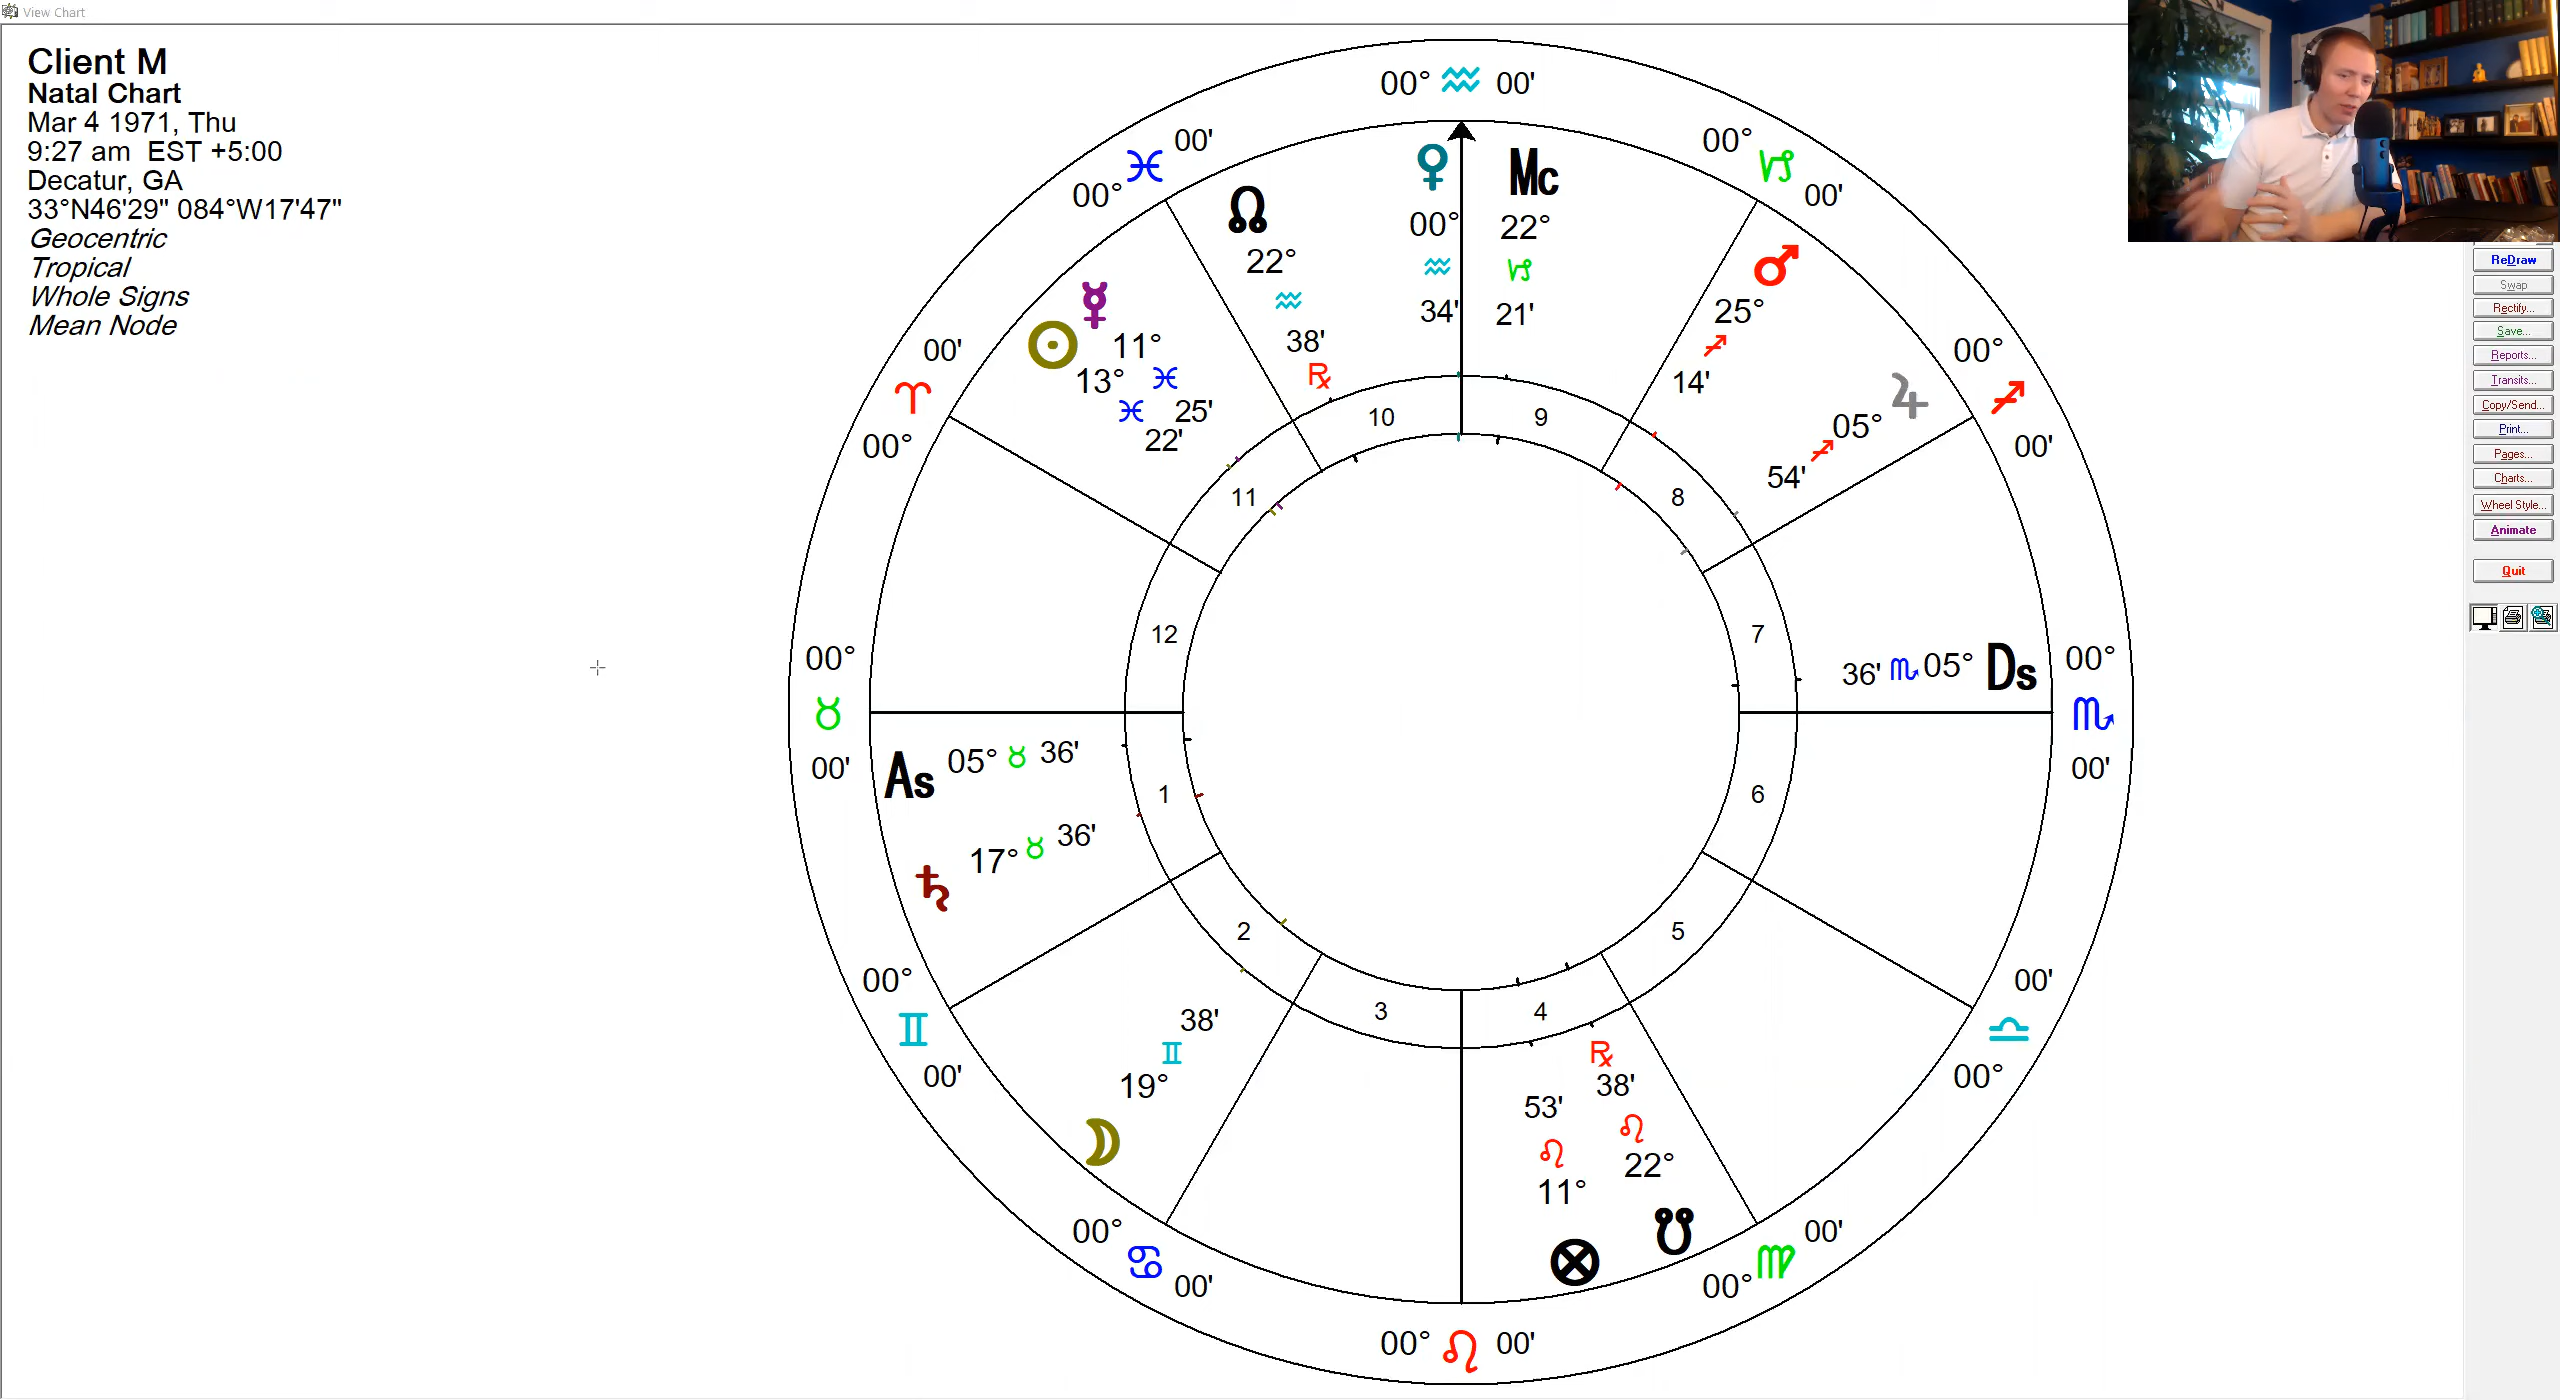 View Chart
Client M
Natal Chart
Mar 4 1971, Thu
9:27 am EST +5:00
Decatur, GA
33°N46'29" 084°W17'47"
Geocentric
Tropical
Whole Signs
Mean Node
00° ♒ 00'
00° ♓ 00'
00° ♑ 00'
00° ♈ 00'
00° ♐ 00'
00° ♉ 00'
00° ♏ 00'
00° ♊ 00'
00° ♎ 00'
00° ♋ 00'
00° ♍ 00'
00° ♌ 00'
☊ 22° ♒ 38' ℞
♀ 00° ♒ 34'
Mc 22° ♑ 21'
♂ 25° ♐ 14'
♃ 05° ♐ 54'
☿ 11° ♓ 25'
☉ 13° ♓ 22'
36' ♏ 05° Ds
As 05° ♉ 36'
♄ 17° ♉ 36'
☽ 19° ♊ 38'
⊗ 11° ♌ 53'
☋ 22° ♌ 38' ℞
10
9
11
8
12
7
1
6
2
5
3
4
ReDraw
Swap
Rectify...
Save...
Reports...
Transits...
Copy/Send...
Print...
Pages...
Charts...
Wheel Style...
Animate
Quit